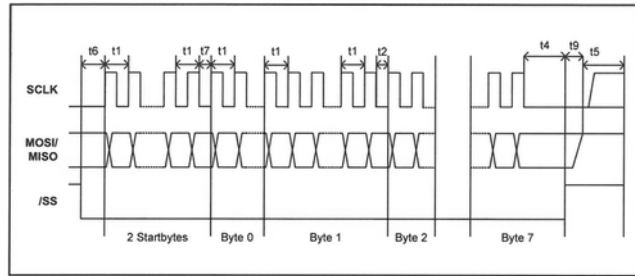 t6 t1 t1 t7 t1 t1 t1 t2 t4 t9 t5
SCLK
MOSI/
MISO
/SS
2 Startbytes Byte 0 Byte 1 Byte 2 Byte 7